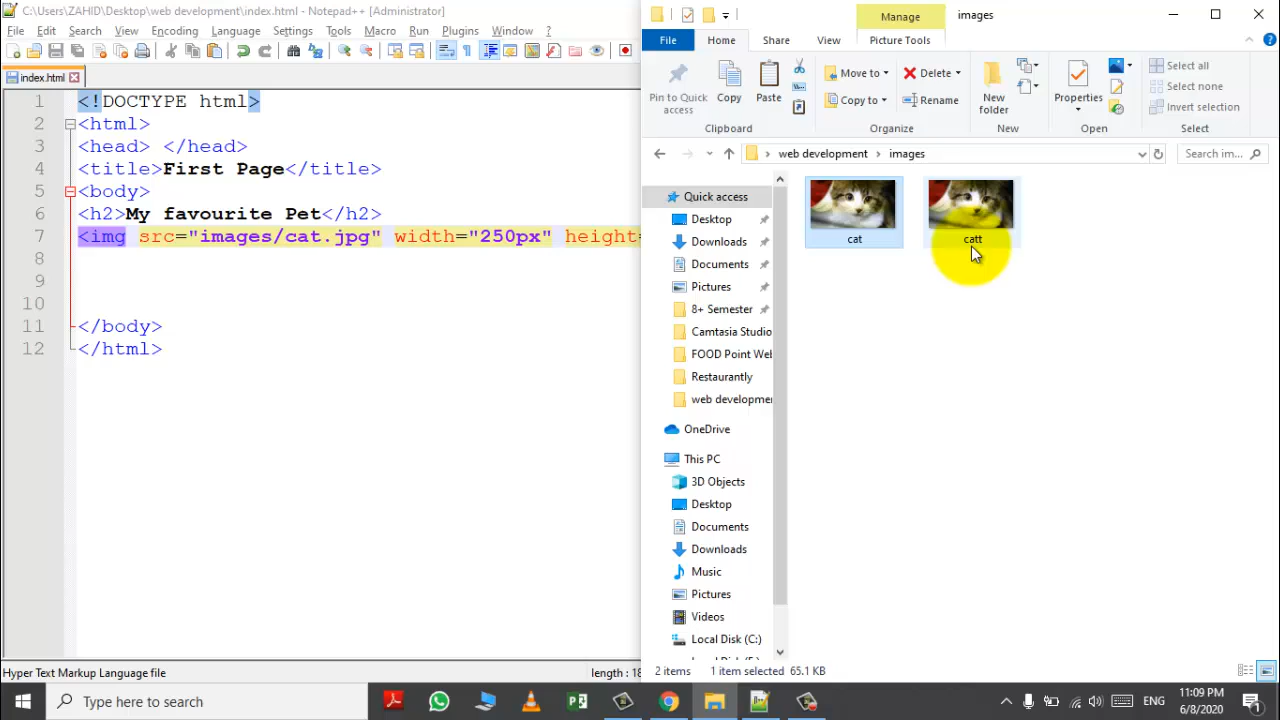 C:\Users\ZAHID\Desktop\web development\index.html - Notepad++ [Administrator]
File Edit Search View Encoding Language Settings Tools Macro Run Plugins Window ?
index.html
1 <!DOCTYPE html>
2 <html>
3 <head> </head>
4 <title>First Page</title>
5 <body>
6 <h2>My favourite Pet</h2>
7 <img src="images/cat.jpg" width="250px" height=
8
9
10
11 </body>
12 </html>
Hyper Text Markup Language file length : 18
Manage images
File Home Share View Picture Tools
Pin to Quick access
Copy
Paste
Move to
Copy to
Delete
Rename
New folder
Properties
Select all
Select none
Invert selection
Clipboard Organize New Open Select
web development › images
Search im...
Quick access
Desktop
Downloads
Documents
Pictures
8+ Semester
Camtasia Studio
FOOD Point Web
Restaurantly
web developme
OneDrive
This PC
3D Objects
Desktop
Documents
Downloads
Music
Pictures
Videos
Local Disk (C:)
cat
catt
2 items 1 item selected 65.1 KB
Type here to search
P3
ENG
11:09 PM
6/8/2020
1